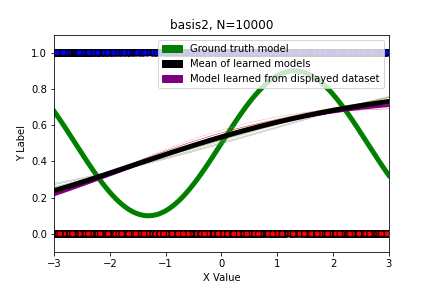 basis2, N=10000
Ground truth model
Mean of learned models
Model learned from displayed dataset
Y Label
1.0
0.8
0.6
0.4
0.2
0.0
−3
−2
−1
0
1
2
3
X Value